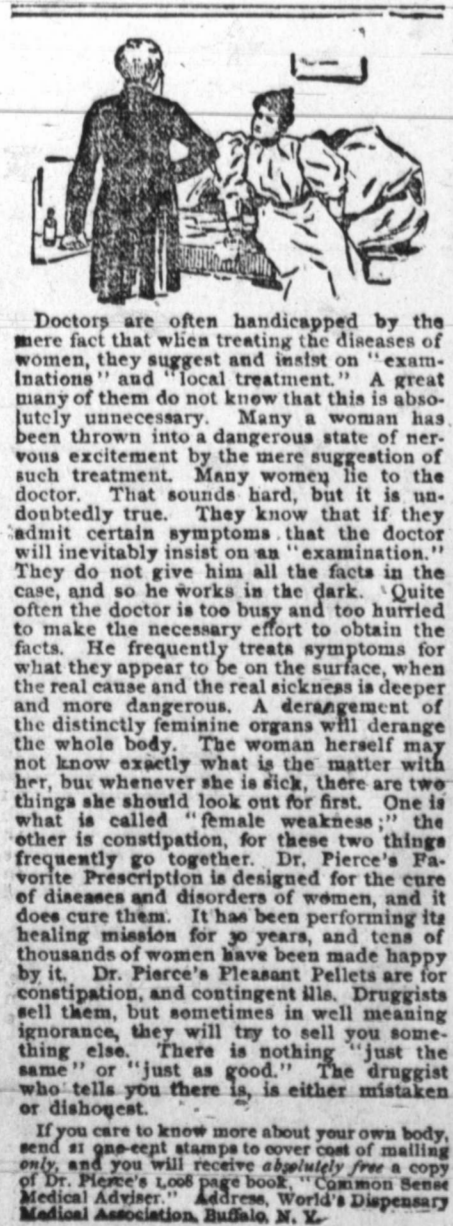 Doctors are often handicapped by the
mere fact that when treating the diseases of
women, they suggest and insist on "exam-
inations" and "local treatment." A great
many of them do not know that this is abso-
lutely unnecessary. Many a woman has
been thrown into a dangerous state of ner-
vous excitement by the mere suggestion of
such treatment. Many women lie to the
doctor. That sounds hard, but it is un-
doubtedly true. They know that if they
admit certain symptoms that the doctor
will inevitably insist on an "examination."
They do not give him all the facts in the
case, and so he works in the dark. Quite
often the doctor is too busy and too hurried
to make the necessary effort to obtain the
facts. He frequently treats symptoms for
what they appear to be on the surface, when
the real cause and the real sickness is deeper
and more dangerous. A derangement of
the distinctly feminine organs will derange
the whole body. The woman herself may
not know exactly what is the matter with
her, but whenever she is sick, there are two
things she should look out for first. One is
what is called "female weakness;" the
other is constipation, for these two things
frequently go together. Dr. Pierce's Fa-
vorite Prescription is designed for the cure
of diseases and disorders of women, and it
does cure them. It has been performing its
healing mission for 30 years, and tens of
thousands of women have been made happy
by it. Dr. Pierce's Pleasant Pellets are for
constipation, and contingent ills. Druggists
sell them, but sometimes in well meaning
ignorance, they will try to sell you some-
thing else. There is nothing "just the
same" or "just as good." The druggist
who tells you there is, is either mistaken
or dishonest.
If you care to know more about your own body,
send 21 one-cent stamps to cover cost of mailing
only, and you will receive absolutely free a copy
of Dr. Pierce's 1,008 page book, "Common Sense
Medical Adviser." Address, World's Dispensary
Medical Association, Buffalo, N. Y.